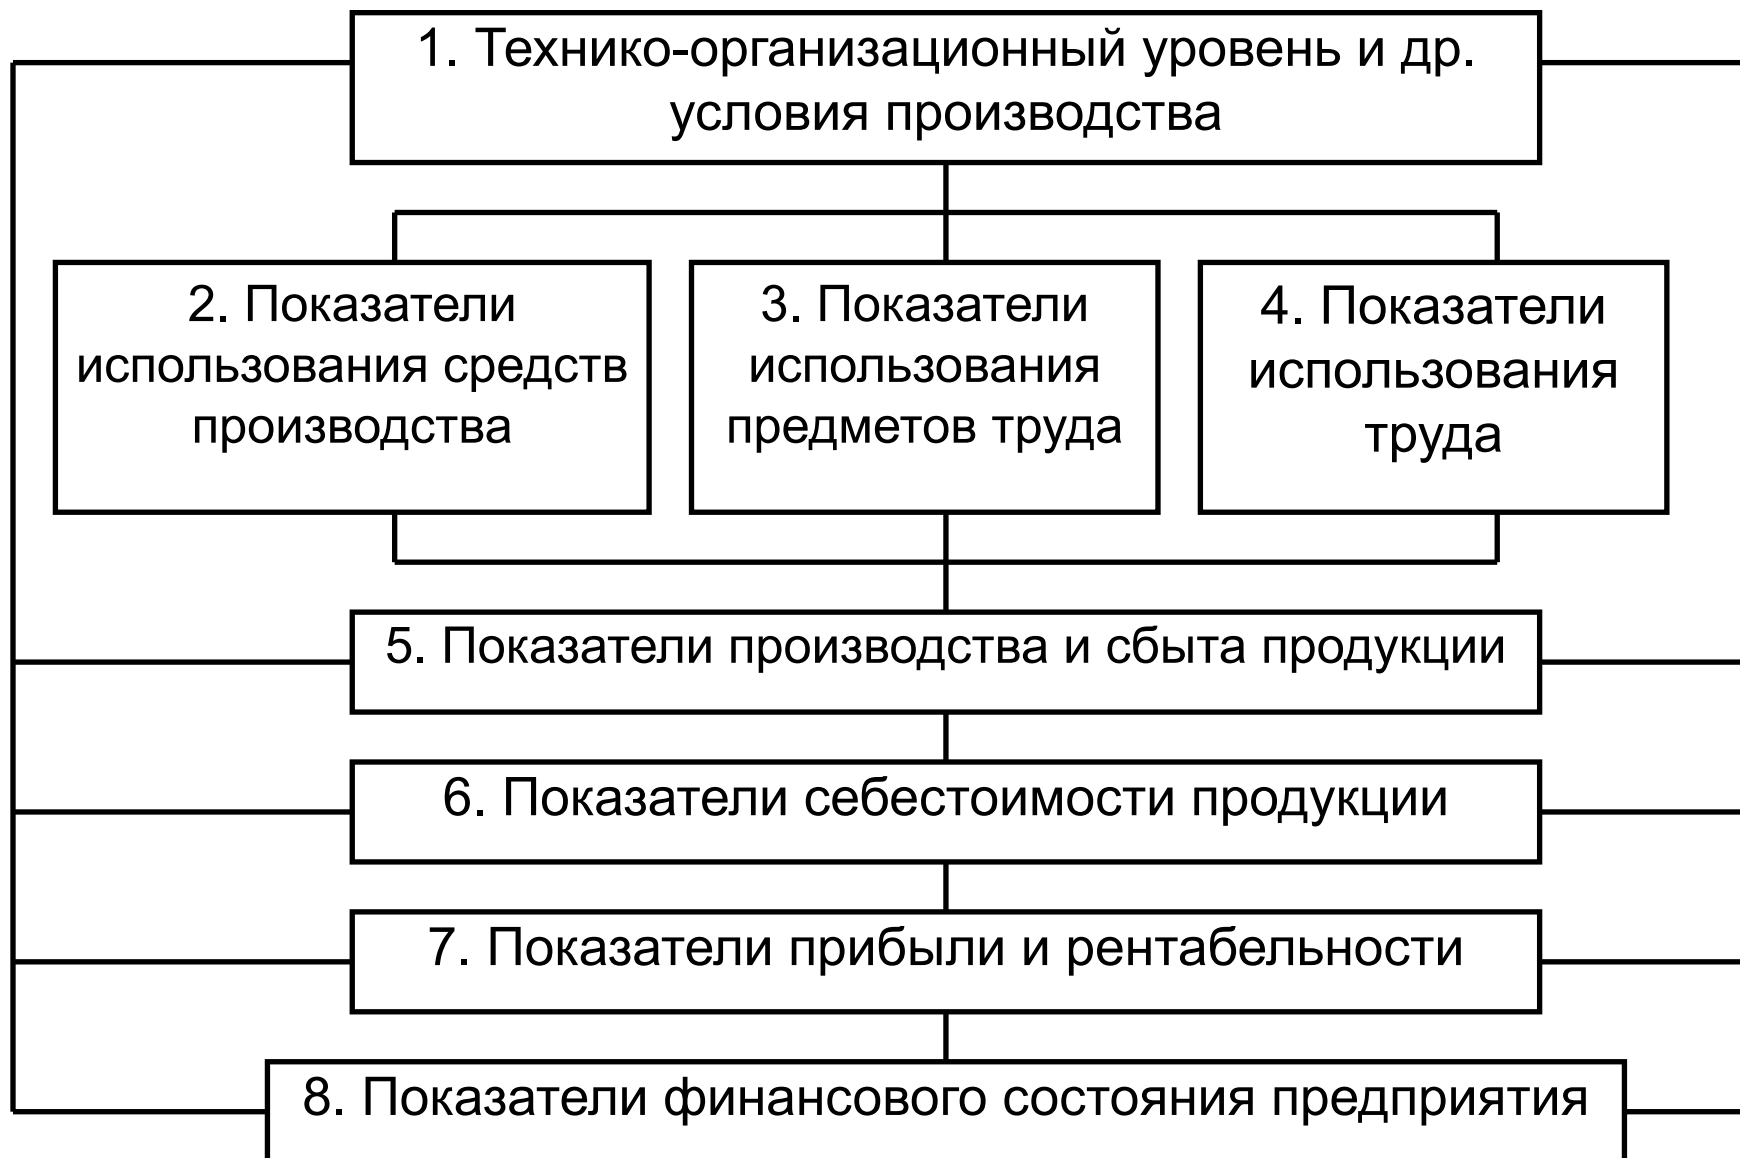 1. Технико-организационный уровень и др.
условия производства
2. Показатели
использования средств
производства
3. Показатели
использования
предметов труда
4. Показатели
использования
труда
5. Показатели производства и сбыта продукции
6. Показатели себестоимости продукции
7. Показатели прибыли и рентабельности
8. Показатели финансового состояния предприятия